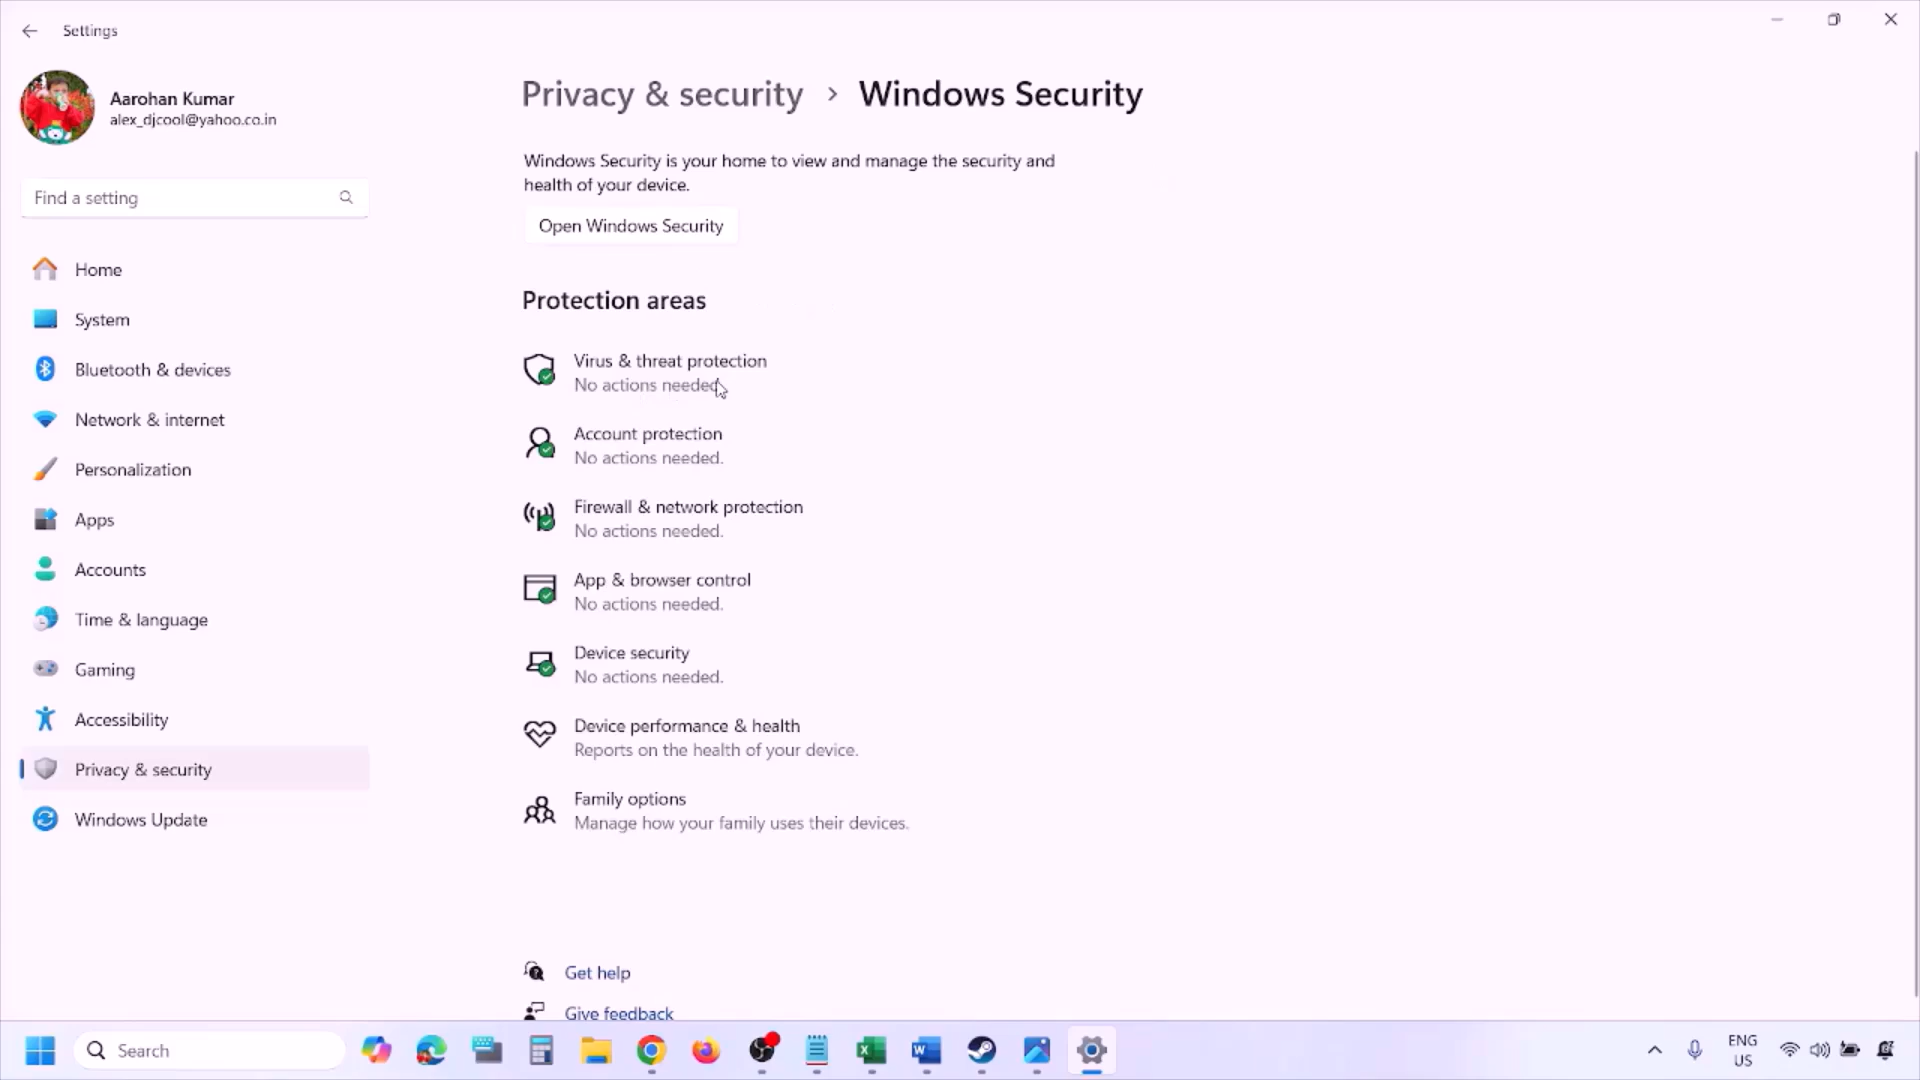 Settings
Aarohan Kumar
alex_djcool@yahoo.co.in
Find a setting
Home
System
Bluetooth & devices
Network & internet
Personalization
Apps
Accounts
Time & language
Gaming
Accessibility
Privacy & security
Windows Update
Privacy & security > Windows Security
Windows Security is your home to view and manage the security and
health of your device.
Open Windows Security
Protection areas
Virus & threat protection
No actions needed.
Account protection
No actions needed.
Firewall & network protection
No actions needed.
App & browser control
No actions needed.
Device security
No actions needed.
Device performance & health
Reports on the health of your device.
Family options
Manage how your family uses their devices.
Get help
Give feedback
Search
ENG
US